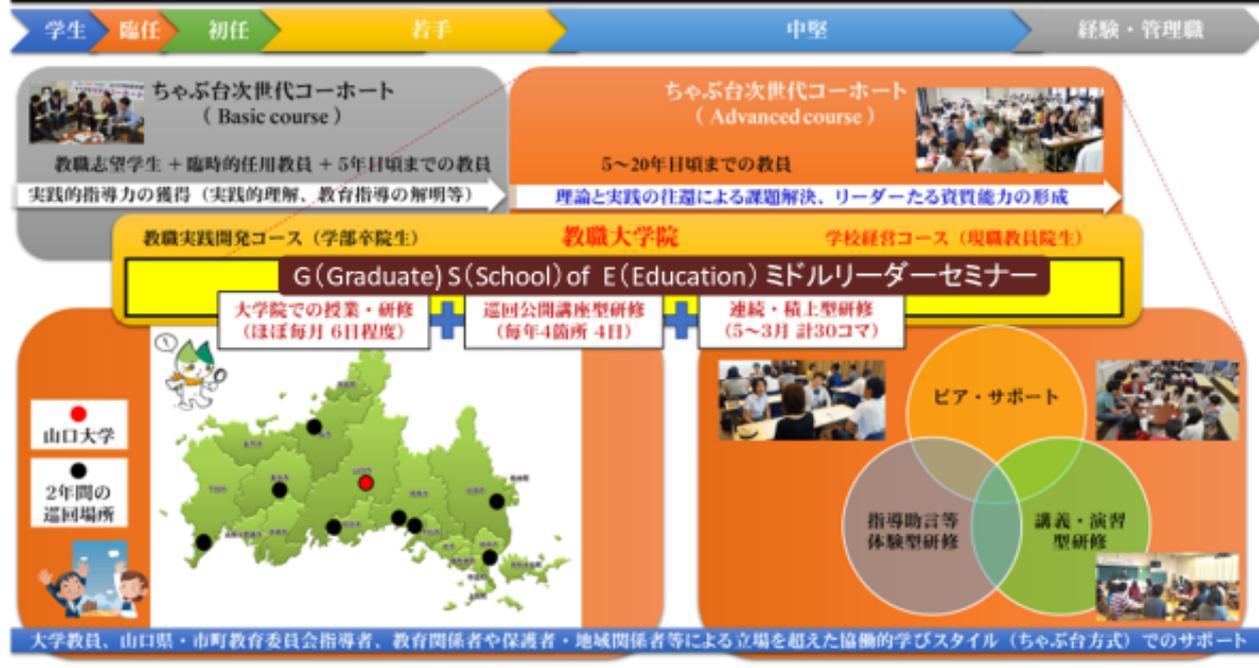 学生
臨任
初任
若手
中堅
経験・管理職
ちゃぶ台次世代コーホート
( Basic course )
教職志望学生 + 臨時的任用教員 + 5年目頃までの教員
実践的指導力の獲得（実践的理解、教育指導の解明等）
ちゃぶ台次世代コーホート
( Advanced course )
5～20年目頃までの教員
理論と実践の往還による課題解決、リーダーたる資質能力の形成
教職実践開発コース（学部卒院生）
教職大学院
学校経営コース（現職教員院生）
G（Graduate）S（School）of E（Education）ミドルリーダーセミナー
大学院での授業・研修
（ほぼ毎月 6日程度）
巡回公開講座型研修
（毎年4箇所 4日）
連続・積上型研修
（5～3月 計30コマ）
山口大学
2年間の
巡回場所
ピア・サポート
指導助言等
体験型研修
講義・演習
型研修
大学教員、山口県・市町教育委員会指導者、教育関係者や保護者・地域関係者等による立場を超えた協働的学びスタイル（ちゃぶ台方式）でのサポート